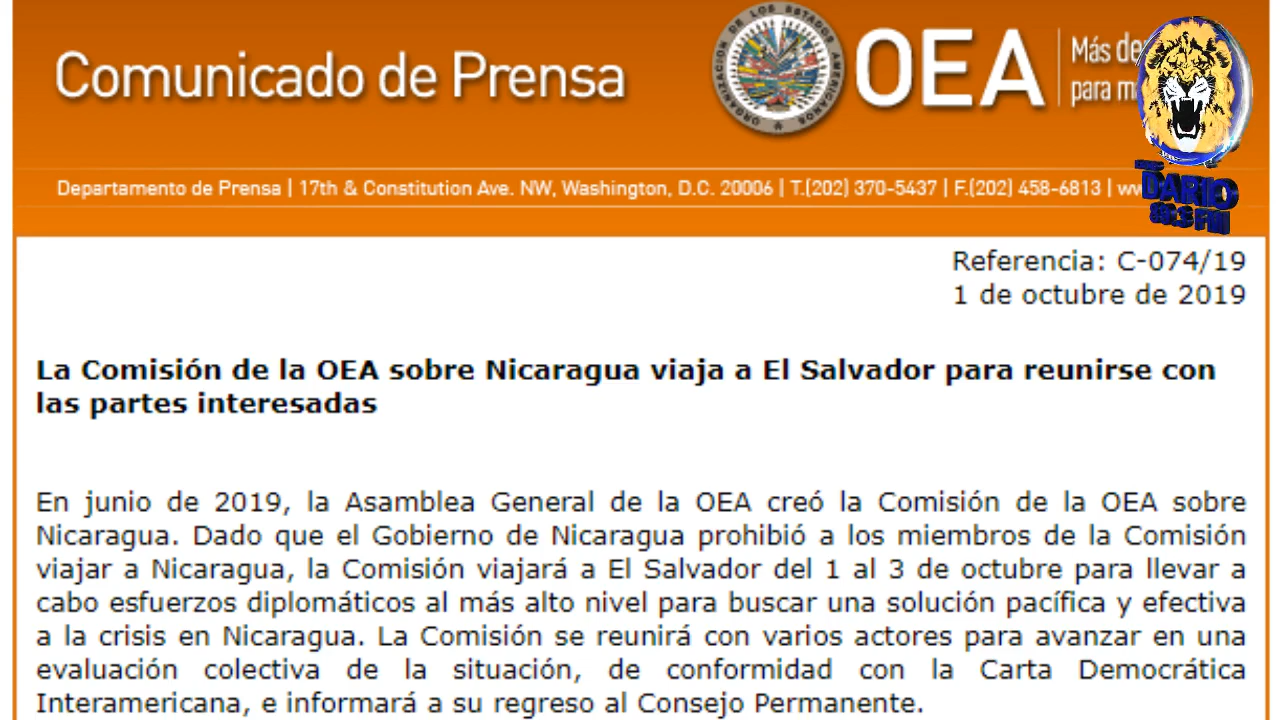 Comunicado de Prensa
ORGANIZACIÓN DE LOS ESTADOS AMERICANOS
OEA
Más
para
Departamento de Prensa | 17th & Constitution Ave. NW, Washington, D.C. 20006 | T.(202) 370-5437 | F.(202) 458-6813 |
DARIO
89.3 FM
Referencia: C-074/19
1 de octubre de 2019
La Comisión de la OEA sobre Nicaragua viaja a El Salvador para reunirse con
las partes interesadas
En junio de 2019, la Asamblea General de la OEA creó la Comisión de la OEA sobre
Nicaragua. Dado que el Gobierno de Nicaragua prohibió a los miembros de la Comisión
viajar a Nicaragua, la Comisión viajará a El Salvador del 1 al 3 de octubre para llevar a
cabo esfuerzos diplomáticos al más alto nivel para buscar una solución pacífica y efectiva
a la crisis en Nicaragua. La Comisión se reunirá con varios actores para avanzar en una
evaluación colectiva de la situación, de conformidad con la Carta Democrática
Interamericana, e informará a su regreso al Consejo Permanente.